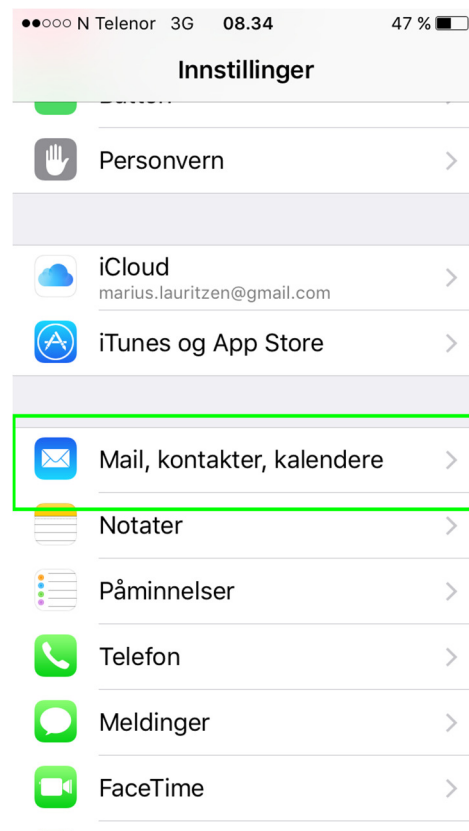 N Telenor 3G 08.34 47 %
Innstillinger
Personvern
iCloud
marius.lauritzen@gmail.com
iTunes og App Store
Mail, kontakter, kalendere
Notater
Påminnelser
Telefon
Meldinger
FaceTime